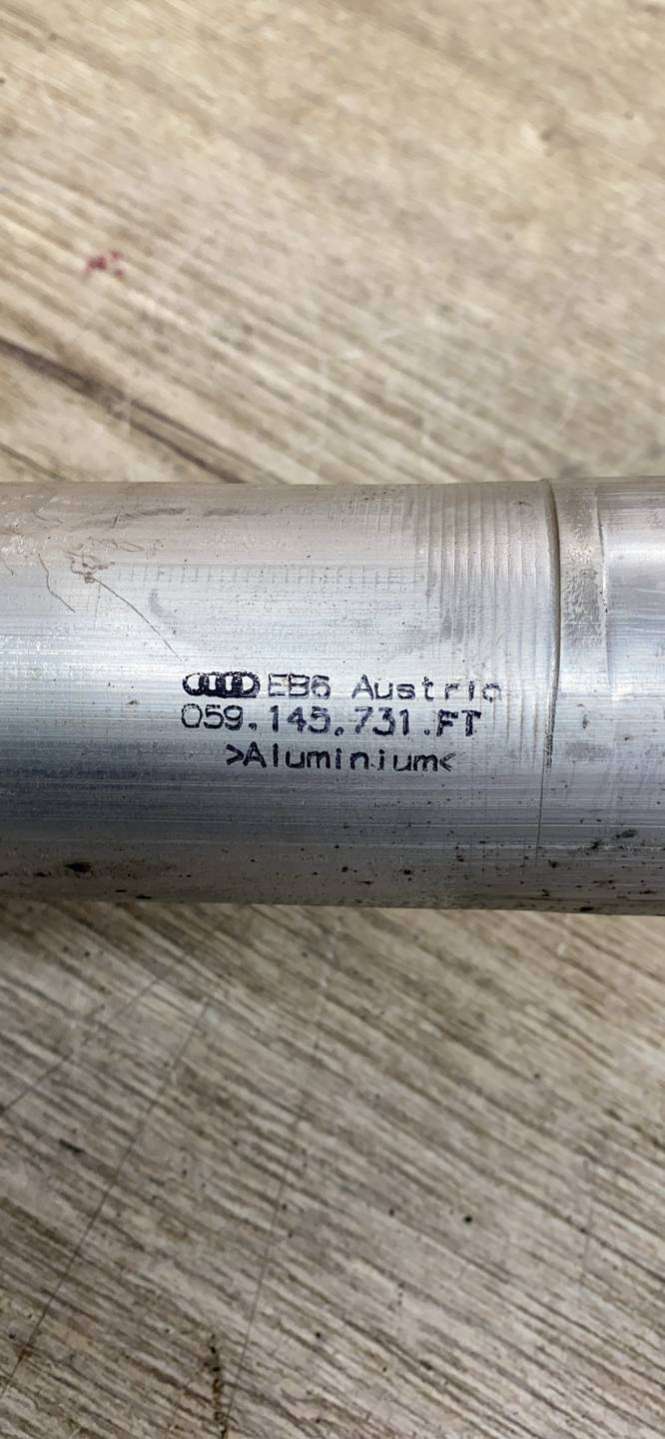 EB6 Austria
059.145.731.FT
>Aluminium<